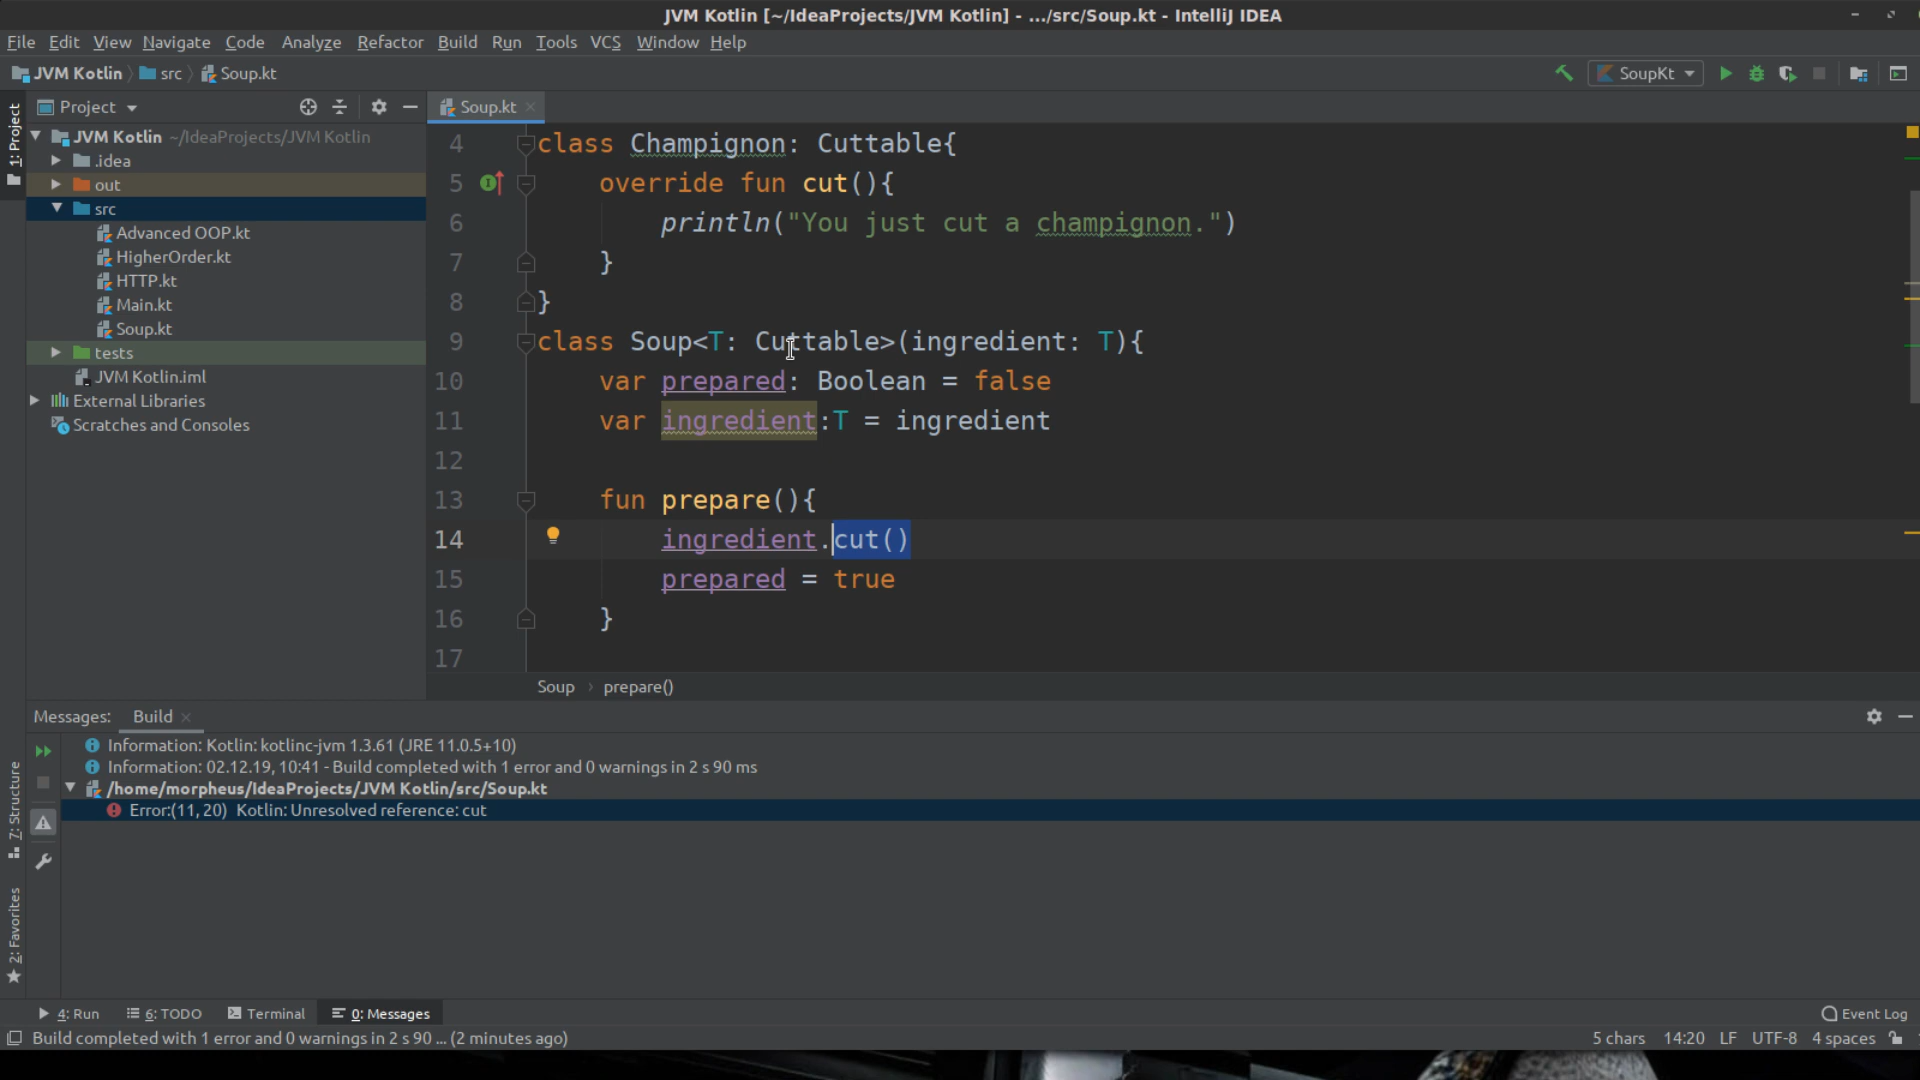 JVM Kotlin [~/IdeaProjects/JVM Kotlin] - .../src/Soup.kt - IntelliJ IDEA
File Edit View Navigate Code Analyze Refactor Build Run Tools VCS Window Help
JVM Kotlin src Soup.kt
SoupKt
1: Project
Project
JVM Kotlin ~/IdeaProjects/JVM Kotlin
.idea
out
src
Advanced OOP.kt
HigherOrder.kt
HTTP.kt
Main.kt
Soup.kt
tests
JVM Kotlin.iml
External Libraries
Scratches and Consoles
Soup.kt
4 class Champignon: Cuttable{
5 override fun cut(){
6 println("You just cut a champignon.")
7 }
8 }
9 class Soup<T: Cuttable>(ingredient: T){
10 var prepared: Boolean = false
11 var ingredient:T = ingredient
12
13 fun prepare(){
14 ingredient.cut()
15 prepared = true
16 }
17
Soup › prepare()
Messages: Build
Information: Kotlin: kotlinc-jvm 1.3.61 (JRE 11.0.5+10)
Information: 02.12.19, 10:41 - Build completed with 1 error and 0 warnings in 2 s 90 ms
/home/morpheus/IdeaProjects/JVM Kotlin/src/Soup.kt
Error:(11, 20) Kotlin: Unresolved reference: cut
7: Structure
2: Favorites
4: Run 6: TODO Terminal 0: Messages Event Log
Build completed with 1 error and 0 warnings in 2 s 90 ... (2 minutes ago) 5 chars 14:20 LF UTF-8 4 spaces